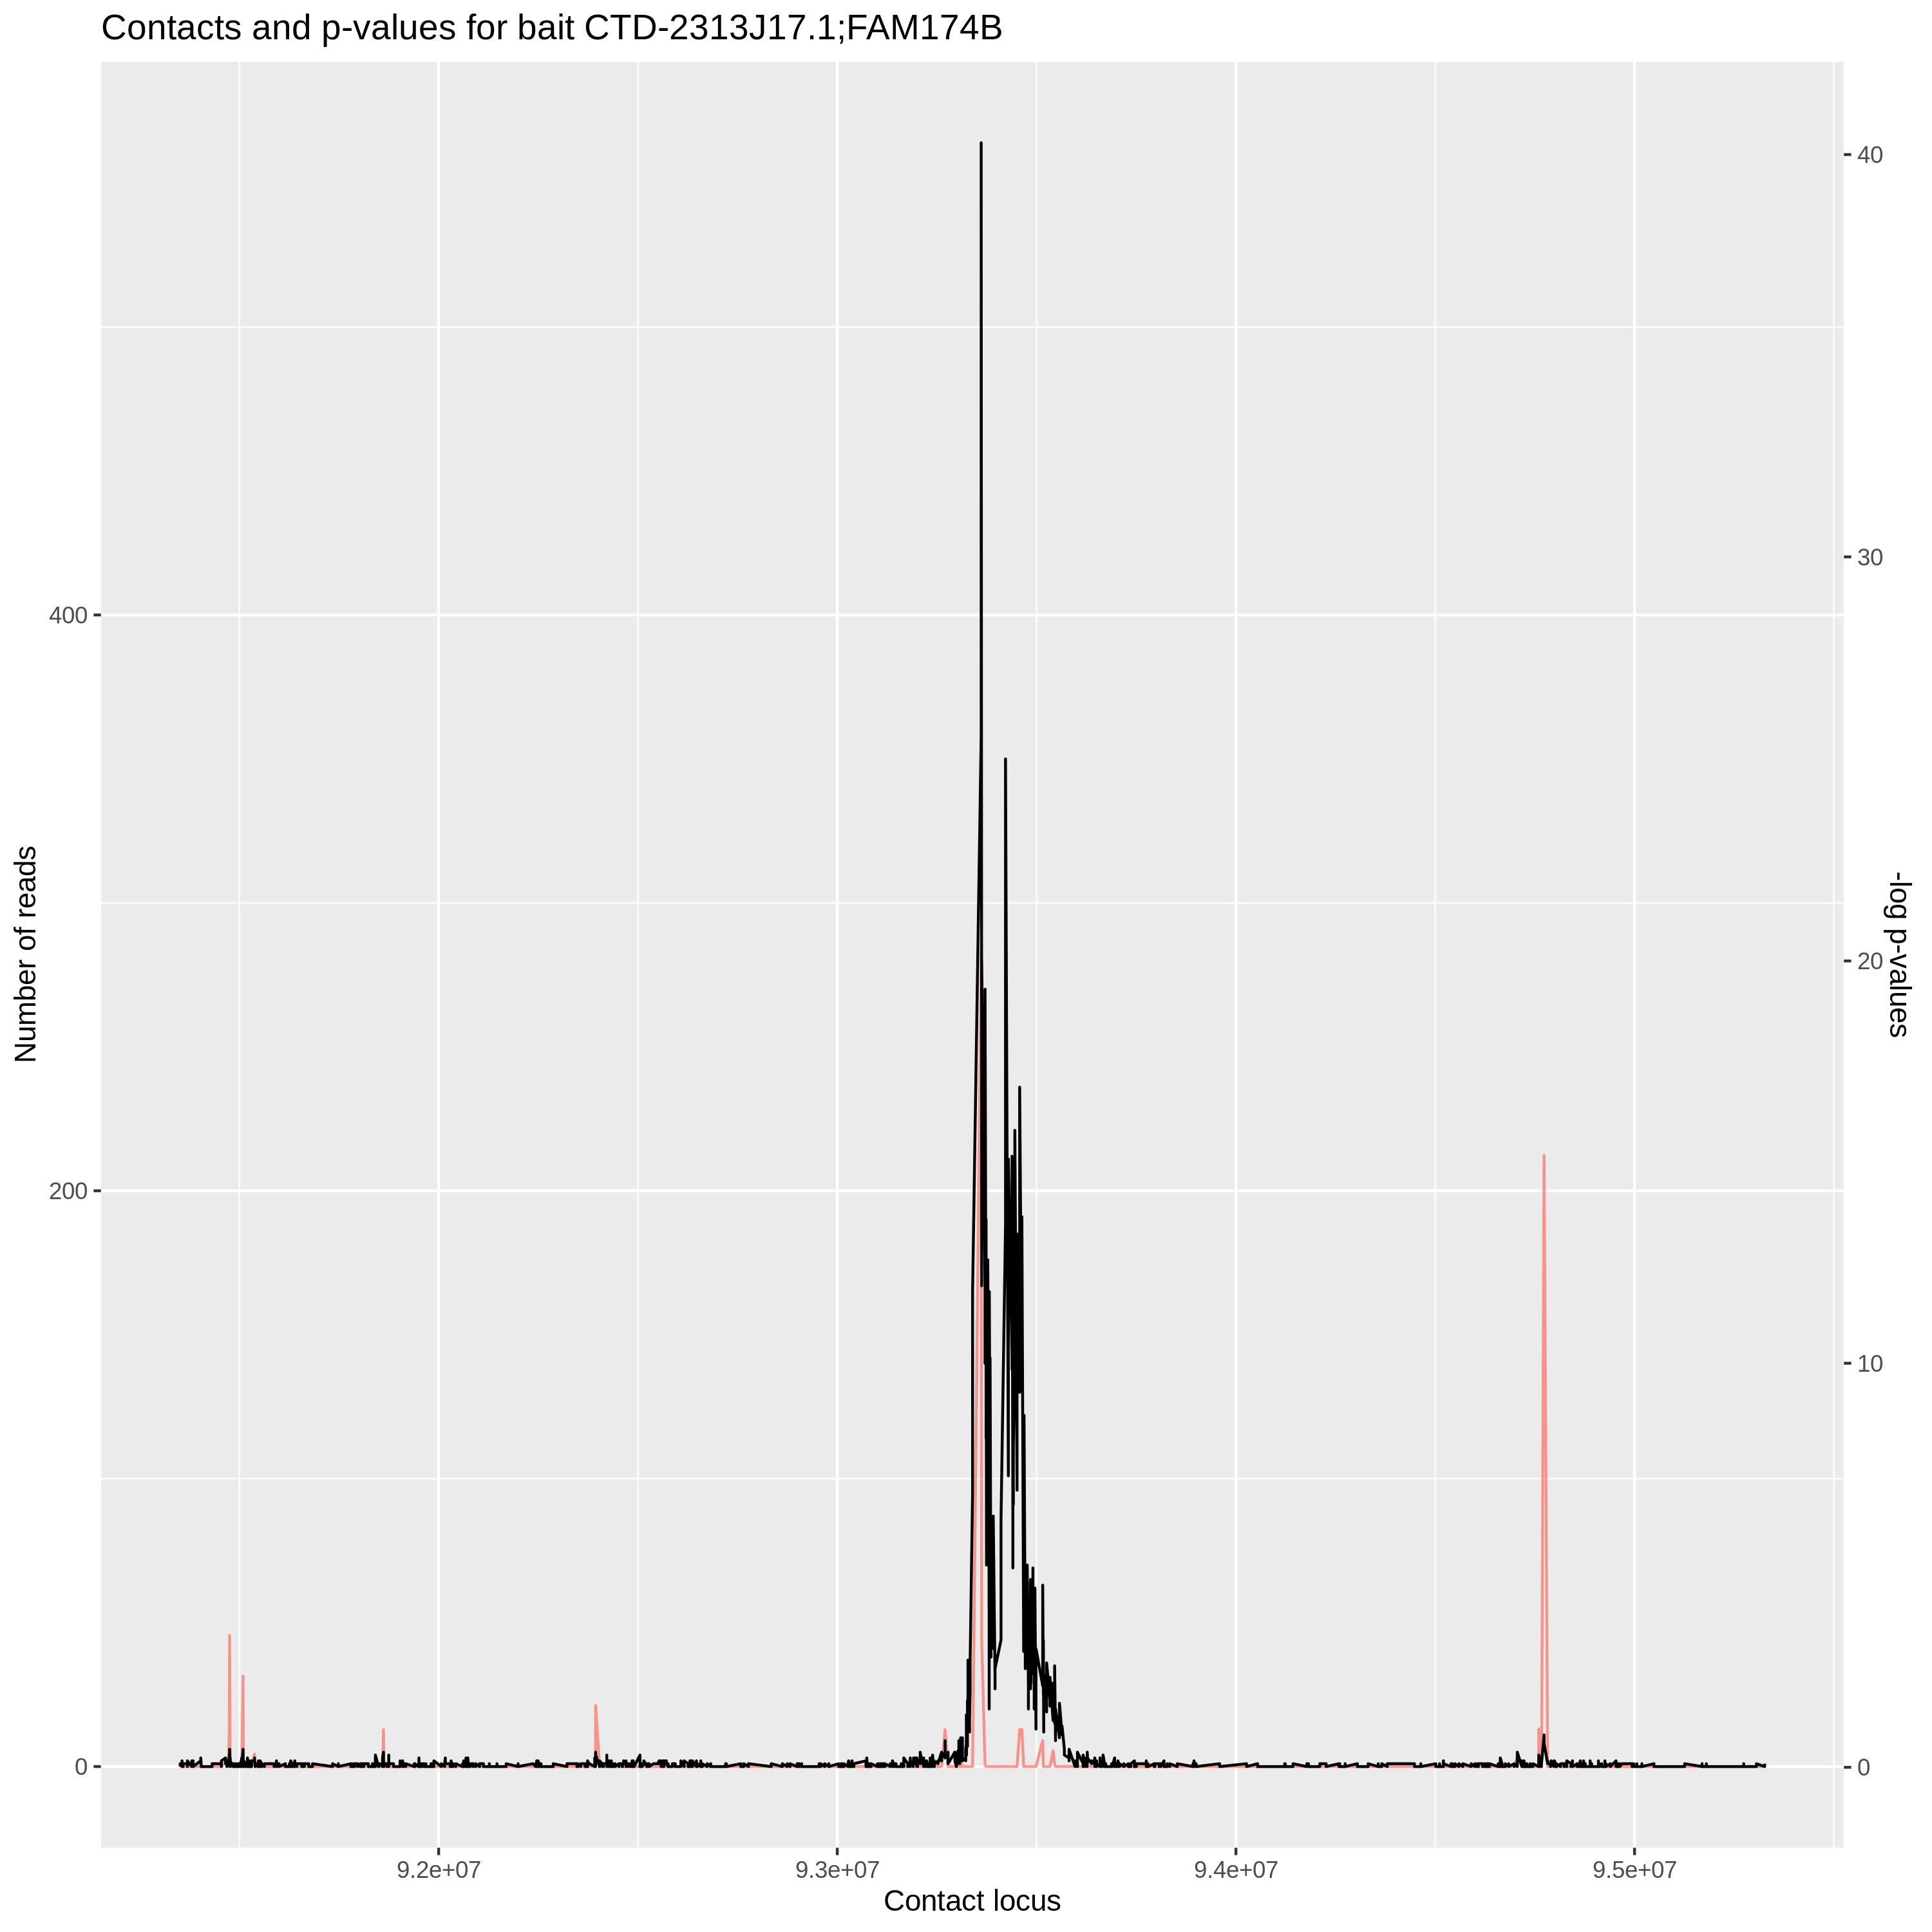 Contacts and p-values for bait CTD-2313J17.1;FAM174B
Number of reads
400
200
0
40
30
20
10
0
-log p-values
9.2e+07
9.3e+07
9.4e+07
9.5e+07
Contact locus